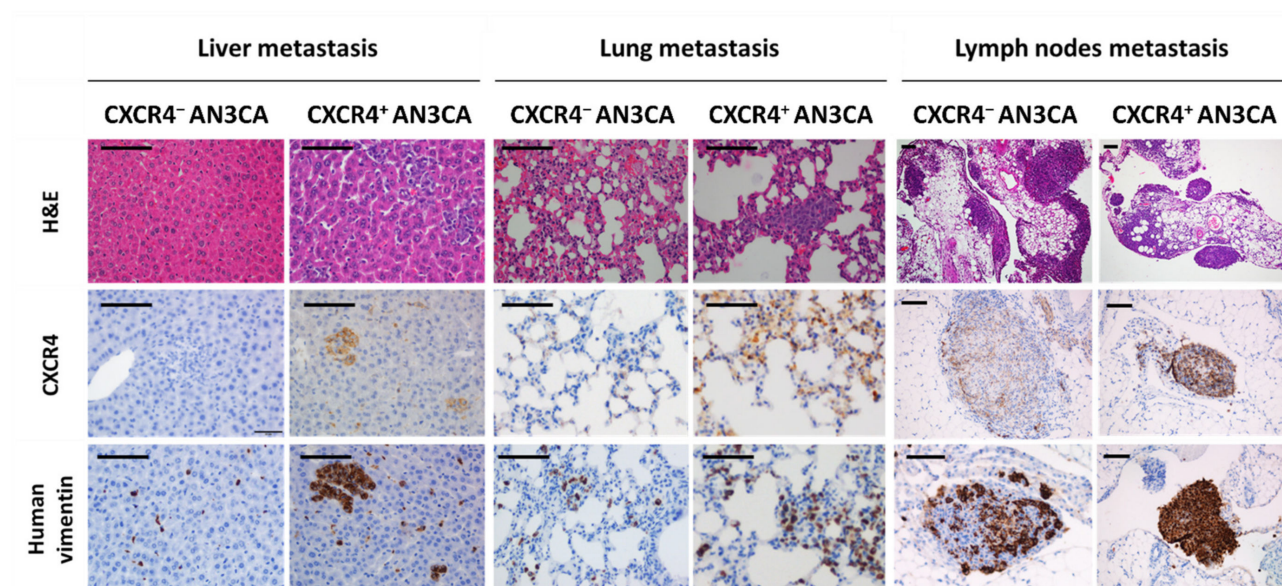 Liver metastasis Lung metastasis Lymph nodes metastasis
CXCR4⁻ AN3CA CXCR4⁺ AN3CA CXCR4⁻ AN3CA CXCR4⁺ AN3CA CXCR4⁻ AN3CA CXCR4⁺ AN3CA
H&E
CXCR4
Human
vimentin